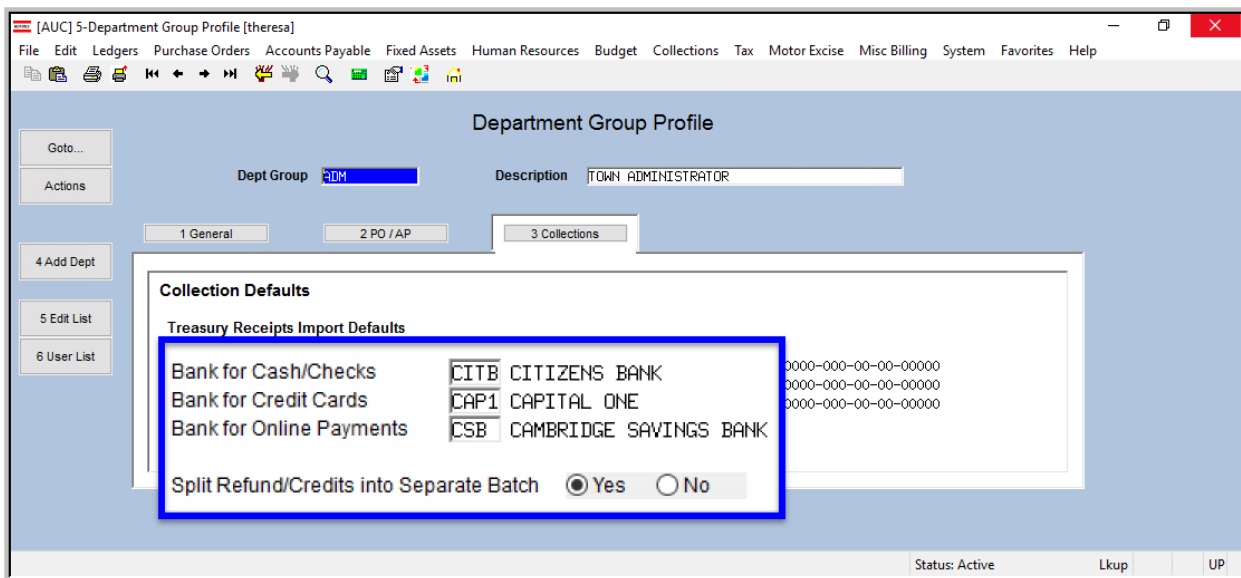 [AUC] 5-Department Group Profile [theresa]
File Edit Ledgers Purchase Orders Accounts Payable Fixed Assets Human Resources Budget Collections Tax Motor Excise Misc Billing System Favorites Help
Department Group Profile
Goto...
Actions
Dept Group ADM Description TOWN ADMINISTRATOR
1 General 2 PO / AP 3 Collections
4 Add Dept
5 Edit List
6 User List
Collection Defaults
Treasury Receipts Import Defaults
Bank for Cash/Checks CITB CITIZENS BANK 0000-000-00-00-00000
Bank for Credit Cards CAP1 CAPITAL ONE 0000-000-00-00-00000
Bank for Online Payments CSB CAMBRIDGE SAVINGS BANK 0000-000-00-00-00000
Split Refund/Credits into Separate Batch Yes No
Status: Active Lkup UP